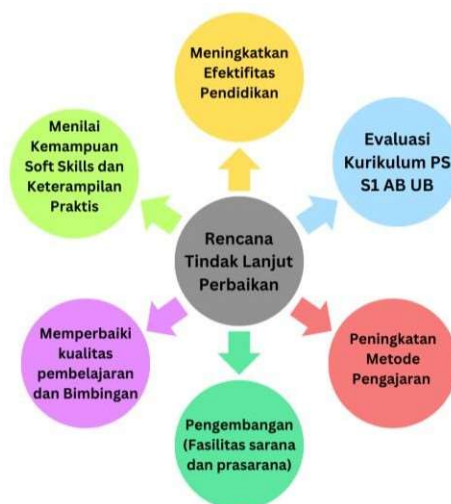 Meningkatkan
Efektifitas
Pendidikan
Evaluasi
Kurikulum PS
S1 AB UB
Peningkatan
Metode
Pengajaran
Pengembangan
(Fasilitas sarana
dan prasarana)
Memperbaiki
kualitas
pembelajaran
dan Bimbingan
Menilai
Kemampuan
Soft Skills dan
Keterampilan
Praktis
Rencana
Tindak Lanjut
Perbaikan